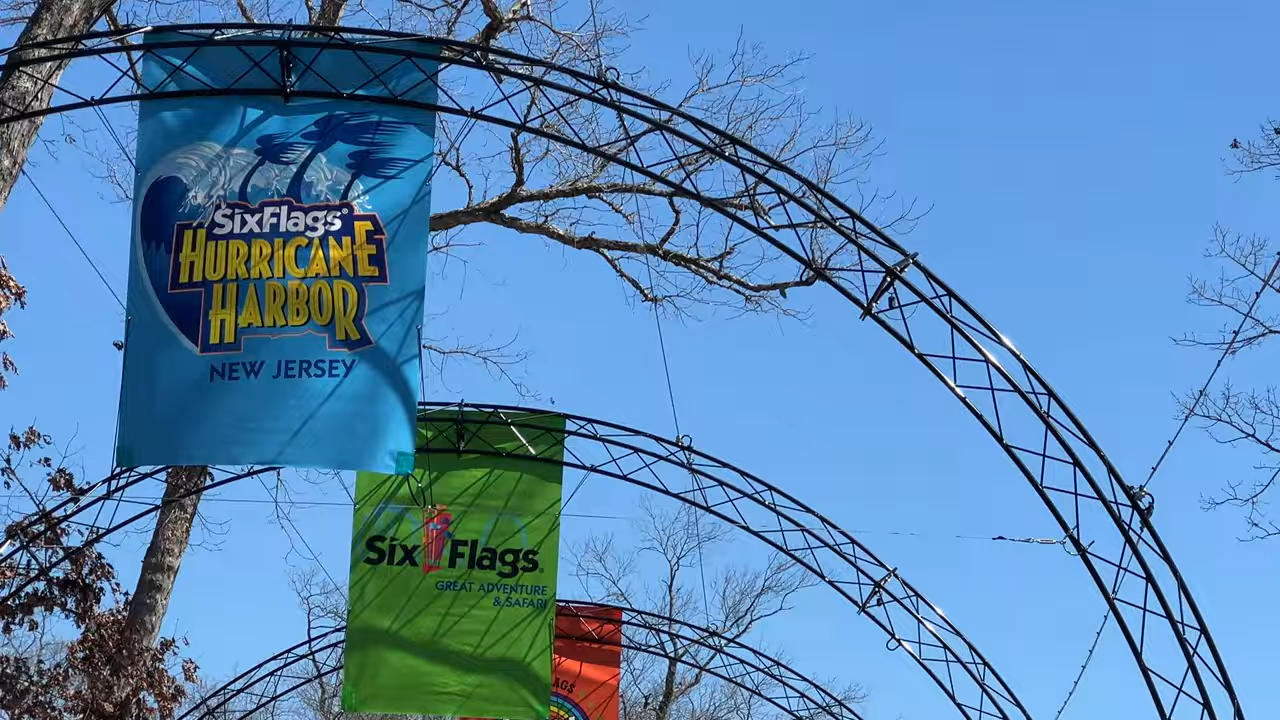 SixFlags®
HURRICANE
HARBOR
NEW JERSEY
Six Flags
GREAT ADVENTURE
& SAFARI